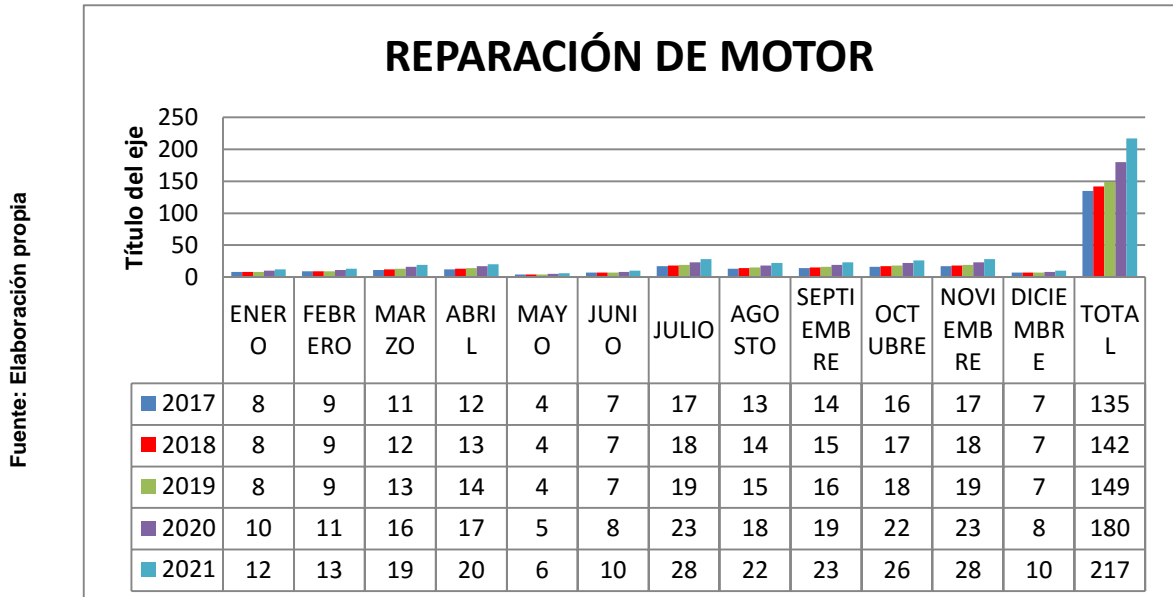 Fuente: Elaboración propia
REPARACIÓN DE MOTOR
Título del eje
250
200
150
100
50
0
ENER
O
FEBR
ERO
MAR
ZO
ABRI
L
MAY
O
JUNI
O
JULIO
AGO
STO
SEPTI
EMB
RE
OCT
UBRE
NOVI
EMB
RE
DICIE
MBR
E
TOTA
L
2017 8 9 11 12 4 7 17 13 14 16 17 7 135
2018 8 9 12 13 4 7 18 14 15 17 18 7 142
2019 8 9 13 14 4 7 19 15 16 18 19 7 149
2020 10 11 16 17 5 8 23 18 19 22 23 8 180
2021 12 13 19 20 6 10 28 22 23 26 28 10 217